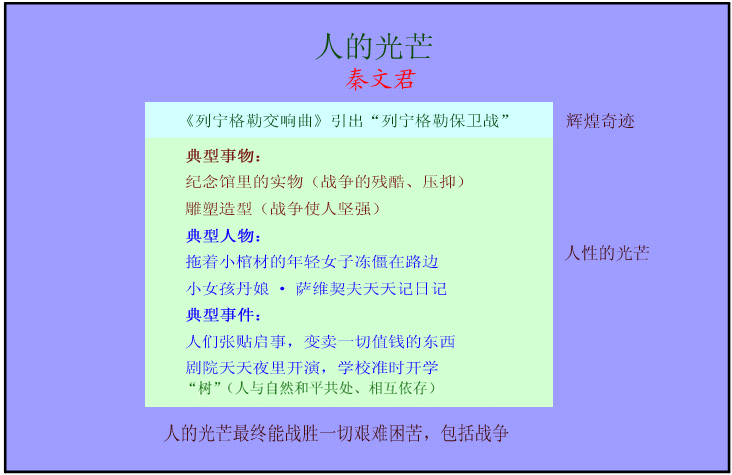 人的光芒
秦文君
《列宁格勒交响曲》引出“列宁格勒保卫战”
辉煌奇迹
典型事物：
纪念馆里的实物（战争的残酷、压抑）
雕塑造型（战争使人坚强）
典型人物：
拖着小棺材的年轻女子冻僵在路边
人性的光芒
小女孩丹娘 • 萨维契夫天天记日记
典型事件：
人们张贴启事，变卖一切值钱的东西
剧院天天夜里开演，学校准时开学
“树”（人与自然和平共处、相互依存）
人的光芒最终能战胜一切艰难困苦，包括战争